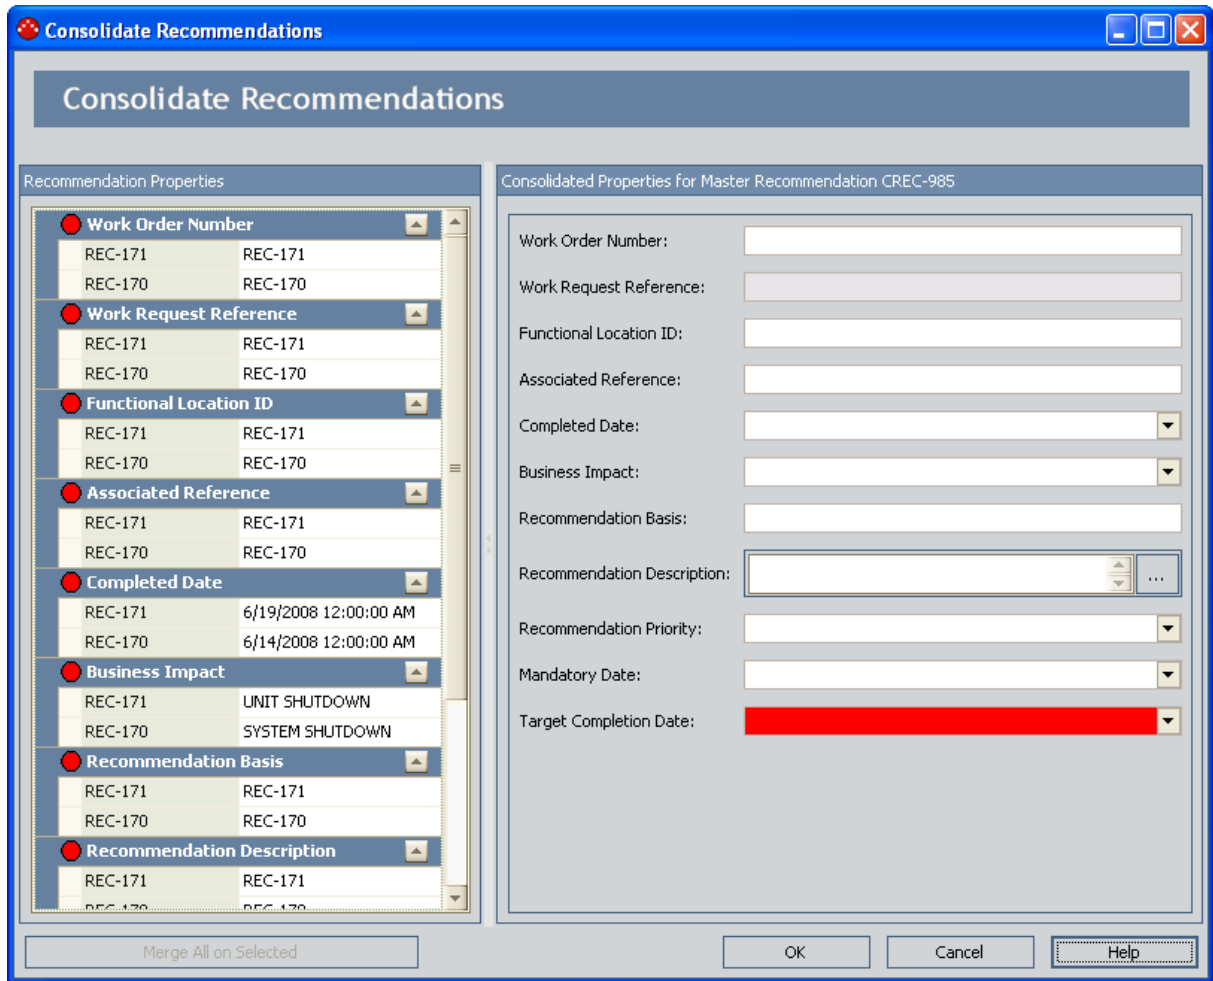 Consolidate Recommendations
Consolidate Recommendations
Recommendation Properties
Work Order Number
REC-171 REC-171
REC-170 REC-170
Work Request Reference
REC-171 REC-171
REC-170 REC-170
Functional Location ID
REC-171 REC-171
REC-170 REC-170
Associated Reference
REC-171 REC-171
REC-170 REC-170
Completed Date
REC-171 6/19/2008 12:00:00 AM
REC-170 6/14/2008 12:00:00 AM
Business Impact
REC-171 UNIT SHUTDOWN
REC-170 SYSTEM SHUTDOWN
Recommendation Basis
REC-171 REC-171
REC-170 REC-170
Recommendation Description
REC-171 REC-171
Consolidated Properties for Master Recommendation CREC-985
Work Order Number:
Work Request Reference:
Functional Location ID:
Associated Reference:
Completed Date:
Business Impact:
Recommendation Basis:
Recommendation Description: ...
Recommendation Priority:
Mandatory Date:
Target Completion Date:
Merge All on Selected OK Cancel Help